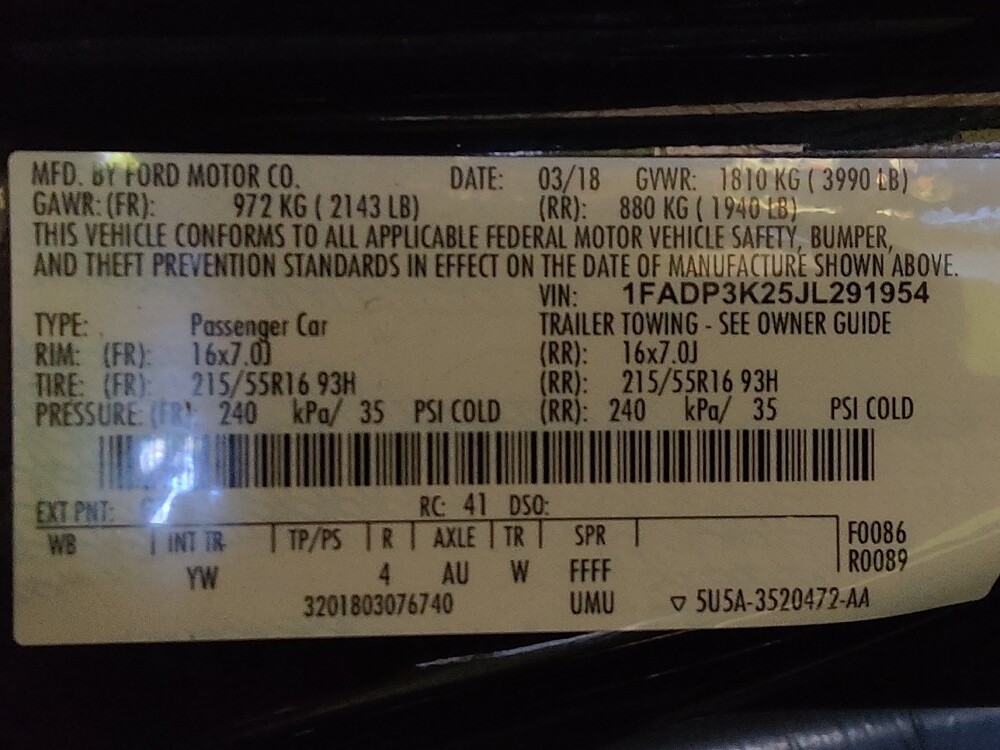 MFD. BY FORD MOTOR CO. DATE: 03/18 GVWR: 1810 KG ( 3990 LB)
GAWR: (FR): 972 KG ( 2143 LB) (RR): 880 KG ( 1940 LB)
THIS VEHICLE CONFORMS TO ALL APPLICABLE FEDERAL MOTOR VEHICLE SAFETY, BUMPER,
AND THEFT PREVENTION STANDARDS IN EFFECT ON THE DATE OF MANUFACTURE SHOWN ABOVE.
VIN: 1FADP3K25JL291954
TYPE: Passenger Car TRAILER TOWING - SEE OWNER GUIDE
RIM: (FR): 16x7.0J (RR): 16x7.0J
TIRE: (FR): 215/55R16 93H (RR): 215/55R16 93H
PRESSURE: (FR): 240 kPa/ 35 PSI COLD (RR): 240 kPa/ 35 PSI COLD
EXT PNT: RC: 41 DSO:
WB INT TR TP/PS R AXLE TR SPR F0086
R0089
YW 4 AU W FFFF
3201803076740 UMU ▽ 5U5A-3520472-AA